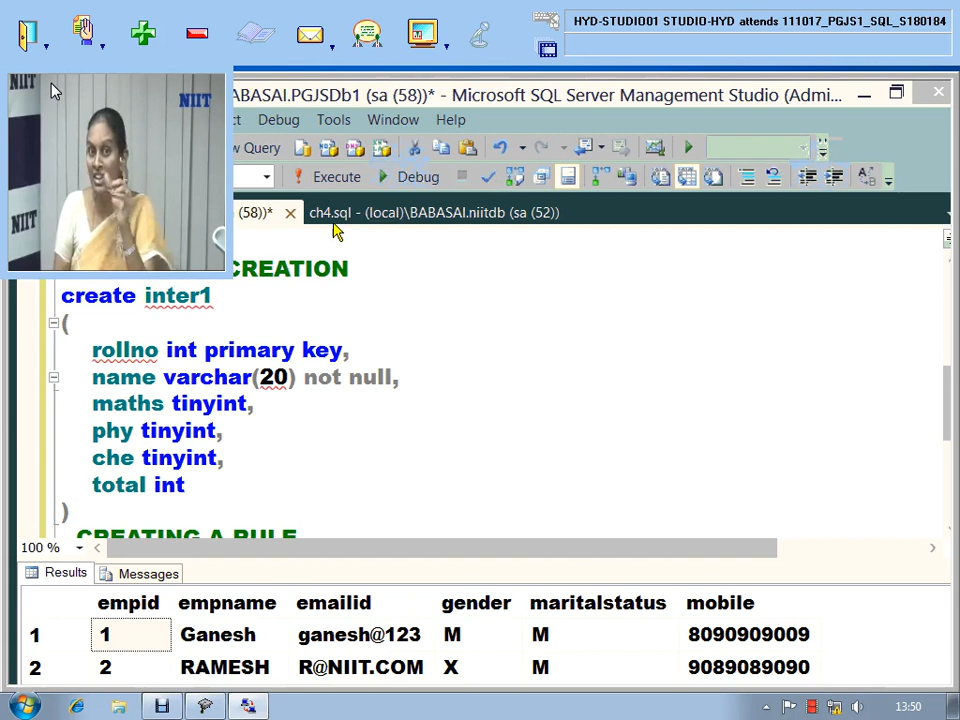 HYD-STUDIO01 STUDIO-HYD attends 111017_PGJS1_SQL_S180184
NIIT
NIIT
NIIT
ABASAI.PGJSDb1 (sa (58))* - Microsoft SQL Server Management Studio (Admi...
ct Debug Tools Window Help
w Query
Execute Debug
(58))* ch4.sql - (local)\BABASAI.niitdb (sa (52))
CREATION
create inter1
(
rollno int primary key,
name varchar(20) not null,
maths tinyint,
phy tinyint,
che tinyint,
total int
)
CREATING A RULE
100 %
Results Messages
empid empname emailid gender maritalstatus mobile
1 1 Ganesh ganesh@123 M M 8090909009
2 2 RAMESH R@NIIT.COM X M 9089089090
13:50